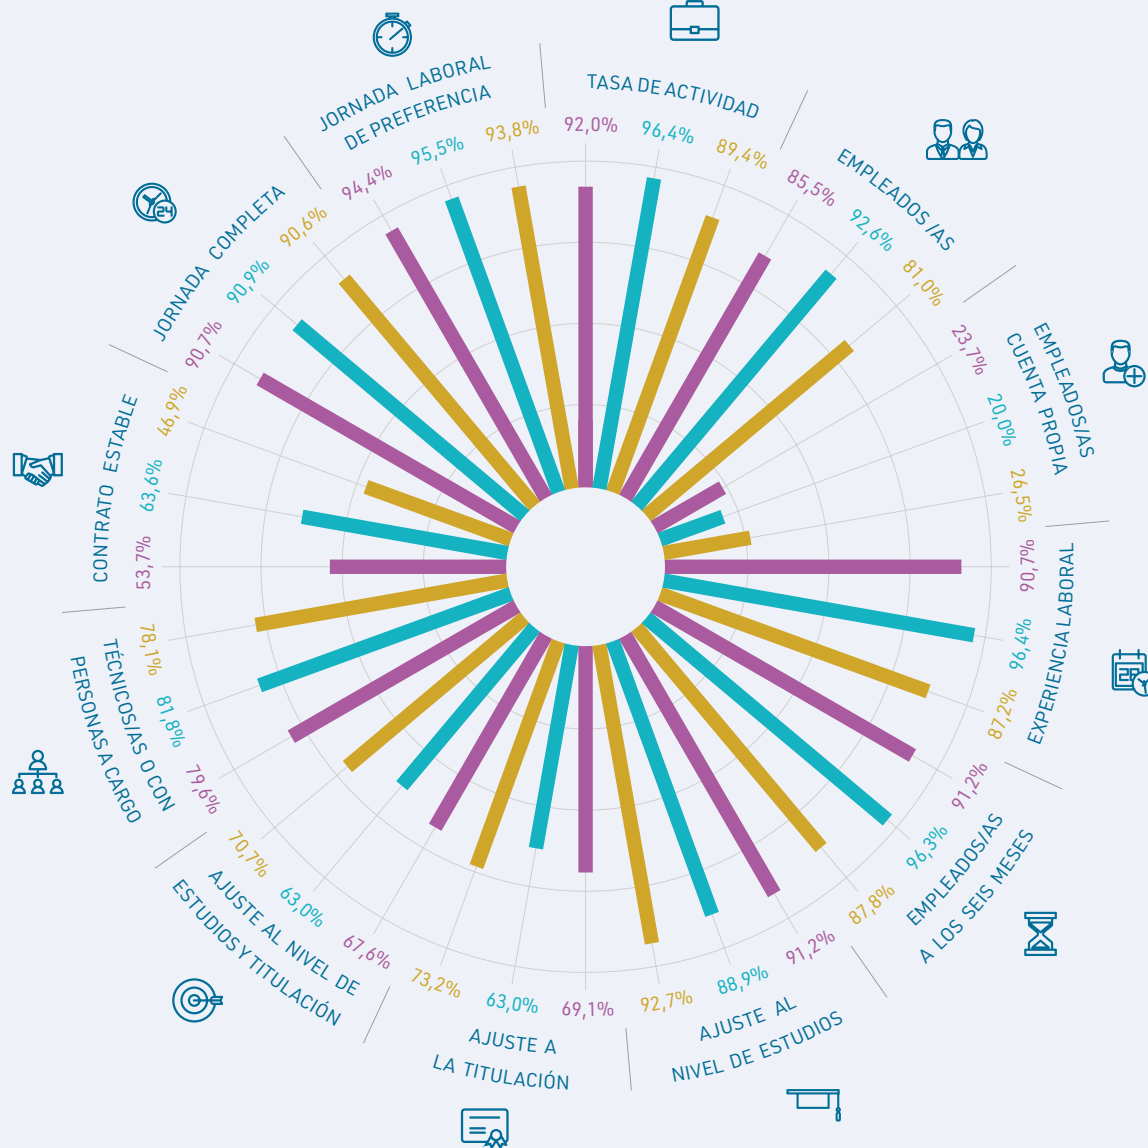 TASA DE ACTIVIDAD
92,0%
96,4%
89,4%
EMPLEADOS/AS
85,5%
92,6%
81,0%
EMPLEADOS/AS
CUENTA PROPIA
23,7%
20,0%
26,5%
EXPERIENCIA LABORAL
90,7%
96,4%
87,2%
EMPLEADOS/AS
A LOS SEIS MESES
91,2%
96,3%
87,8%
AJUSTE AL
NIVEL DE ESTUDIOS
91,2%
88,9%
92,7%
AJUSTE A
LA TITULACIÓN
69,1%
63,0%
73,2%
AJUSTE AL NIVEL DE
ESTUDIOS Y TITULACIÓN
67,6%
63,0%
70,7%
TÉCNICOS/AS O CON
PERSONAS A CARGO
79,6%
81,8%
78,1%
CONTRATO ESTABLE
53,7%
63,6%
46,9%
JORNADA COMPLETA
90,7%
90,9%
90,6%
24
JORNADA LABORAL
DE PREFERENCIA
94,4%
95,5%
93,8%